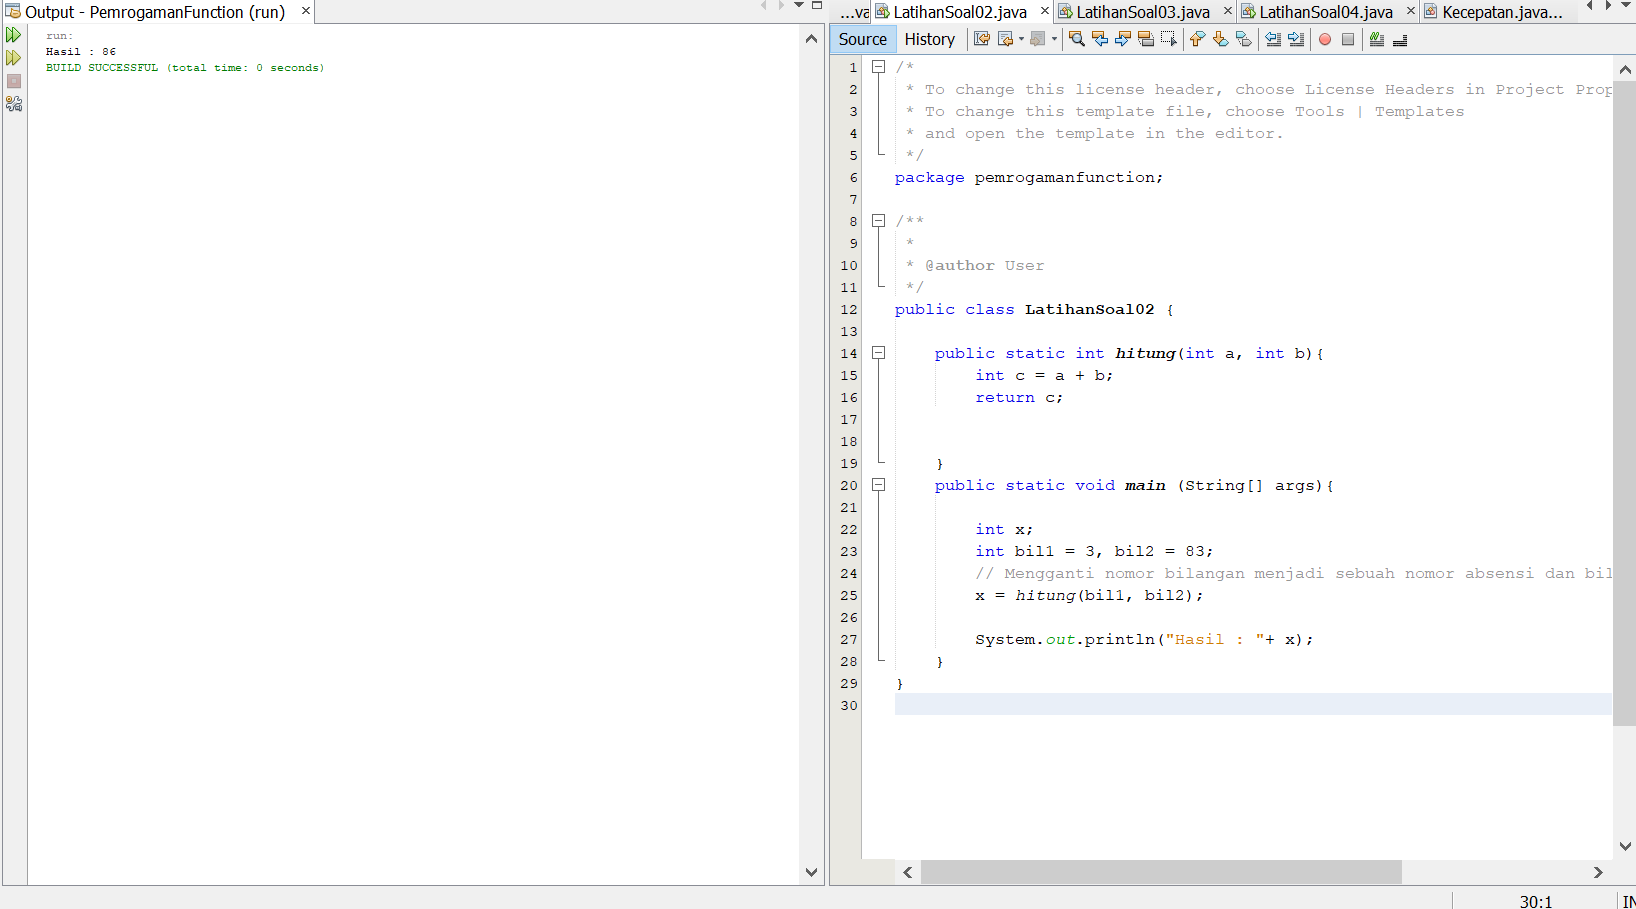 Output - PemrogamanFunction (run) ×
run:
Hasil : 86
BUILD SUCCESSFUL (total time: 0 seconds)
...va LatihanSoal02.java × LatihanSoal03.java × LatihanSoal04.java × Kecepatan.java...
Source History
1 /*
2 * To change this license header, choose License Headers in Project Prop
3 * To change this template file, choose Tools | Templates
4 * and open the template in the editor.
5 */
6 package pemrogamanfunction;
7
8 /**
9 *
10 * @author User
11 */
12 public class LatihanSoal02 {
13
14 public static int hitung(int a, int b){
15 int c = a + b;
16 return c;
17
18
19 }
20 public static void main (String[] args){
21
22 int x;
23 int bil1 = 3, bil2 = 83;
24 // Mengganti nomor bilangan menjadi sebuah nomor absensi dan bil
25 x = hitung(bil1, bil2);
26
27 System.out.println("Hasil : "+ x);
28 }
29 }
30
30:1 IN